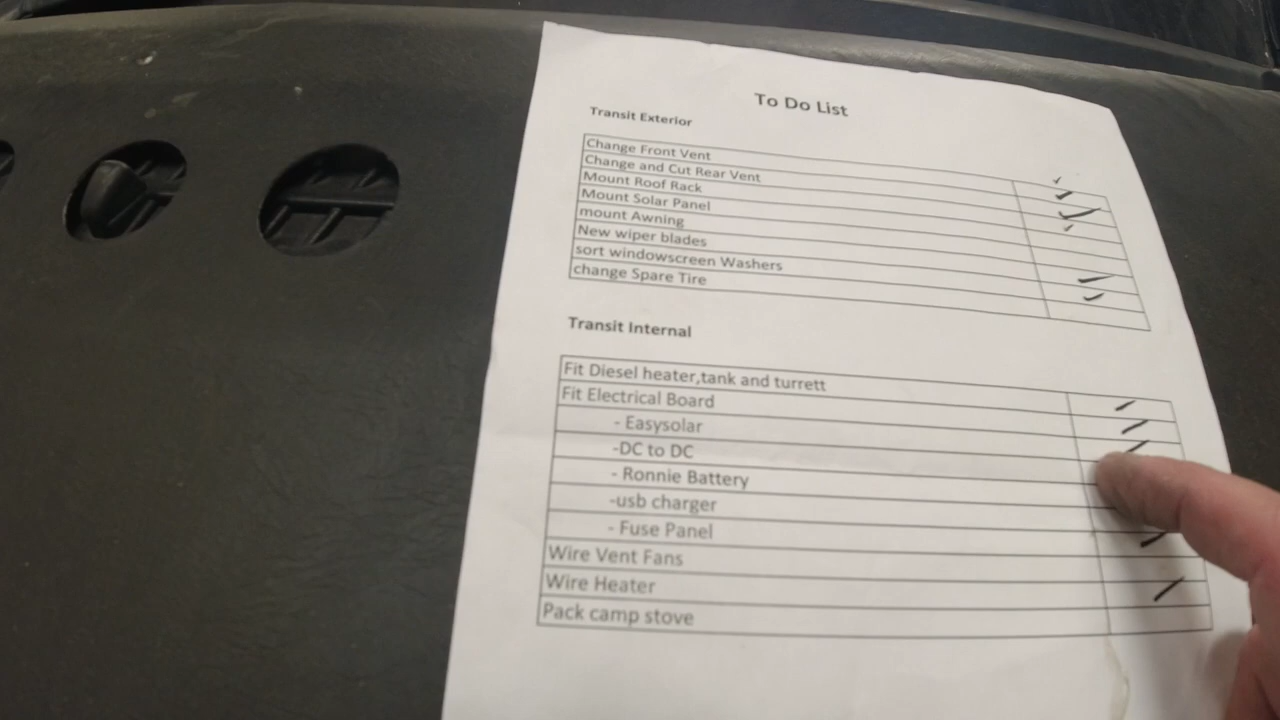 To Do List
Transit Exterior
Change Front Vent
Change and Cut Rear Vent
Mount Roof Rack
Mount Solar Panel
mount Awning
New wiper blades
sort windowscreen Washers
change Spare Tire
Transit Internal
Fit Diesel heater,tank and turrett
Fit Electrical Board
- Easysolar
-DC to DC
- Ronnie Battery
-usb charger
- Fuse Panel
Wire Vent Fans
Wire Heater
Pack camp stove